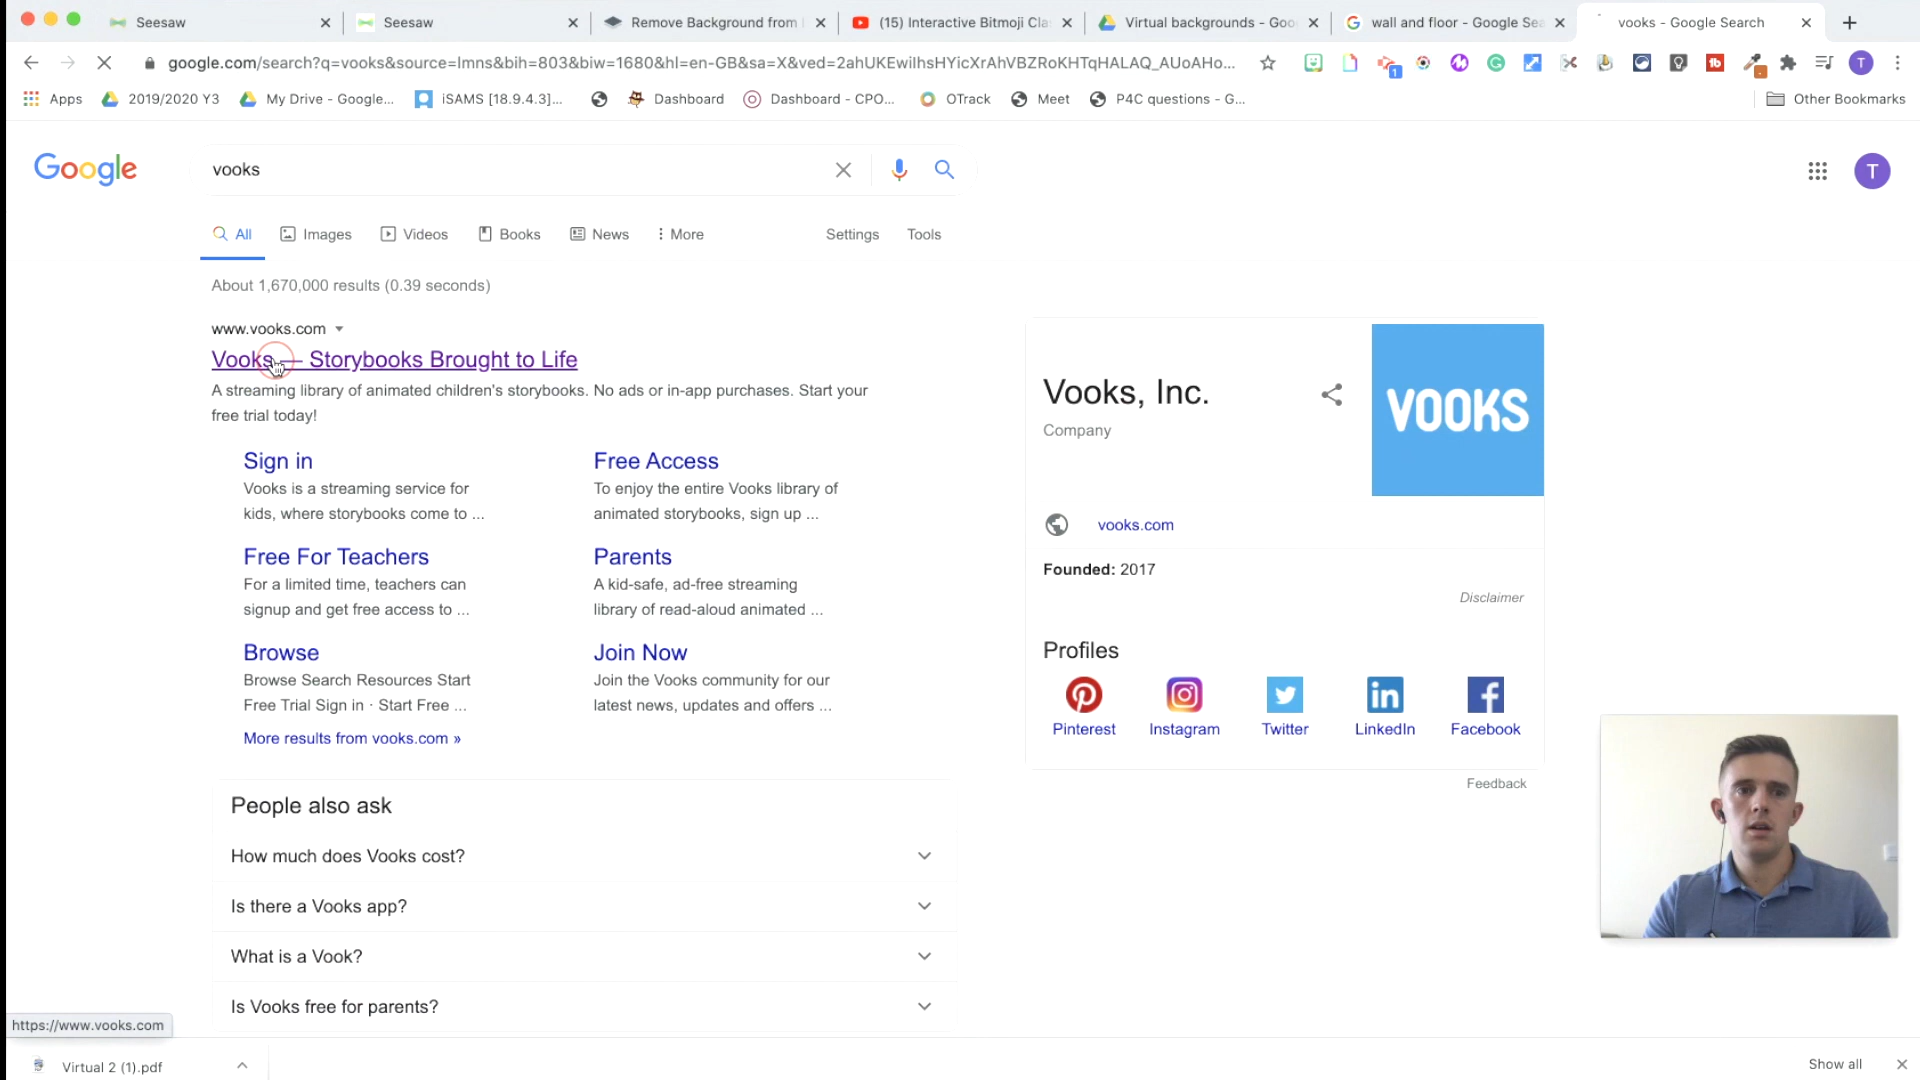 Seesaw
Seesaw
Remove Background from
(15) Interactive Bitmoji Cla
Virtual backgrounds - Goo
wall and floor - Google Sea
vooks - Google Search
google.com/search?q=vooks&source=lmns&bih=803&biw=1680&hl=en-GB&sa=X&ved=2ahUKEwilhsHYicXrAhVBZRoKHTqHALAQ_AUoAHo...
1
T
Apps
2019/2020 Y3
My Drive - Google...
iSAMS [18.9.4.3]...
Dashboard
Dashboard - CPO...
OTrack
Meet
P4C questions - G...
Other Bookmarks
Google
vooks
T
All
Images
Videos
Books
News
More
Settings
Tools
About 1,670,000 results (0.39 seconds)
www.vooks.com
Vooks — Storybooks Brought to Life
A streaming library of animated children's storybooks. No ads or in-app purchases. Start your
free trial today!
Sign in
Vooks is a streaming service for
kids, where storybooks come to ...
Free Access
To enjoy the entire Vooks library of
animated storybooks, sign up ...
Free For Teachers
For a limited time, teachers can
signup and get free access to ...
Parents
A kid-safe, ad-free streaming
library of read-aloud animated ...
Browse
Browse Search Resources Start
Free Trial Sign in · Start Free ...
Join Now
Join the Vooks community for our
latest news, updates and offers ...
More results from vooks.com »
People also ask
How much does Vooks cost?
Is there a Vooks app?
What is a Vook?
Is Vooks free for parents?
Vooks, Inc.
Company
VOOKS
vooks.com
Founded: 2017
Disclaimer
Profiles
Pinterest
Instagram
Twitter
LinkedIn
Facebook
Feedback
https://www.vooks.com
Virtual 2 (1).pdf
Show all